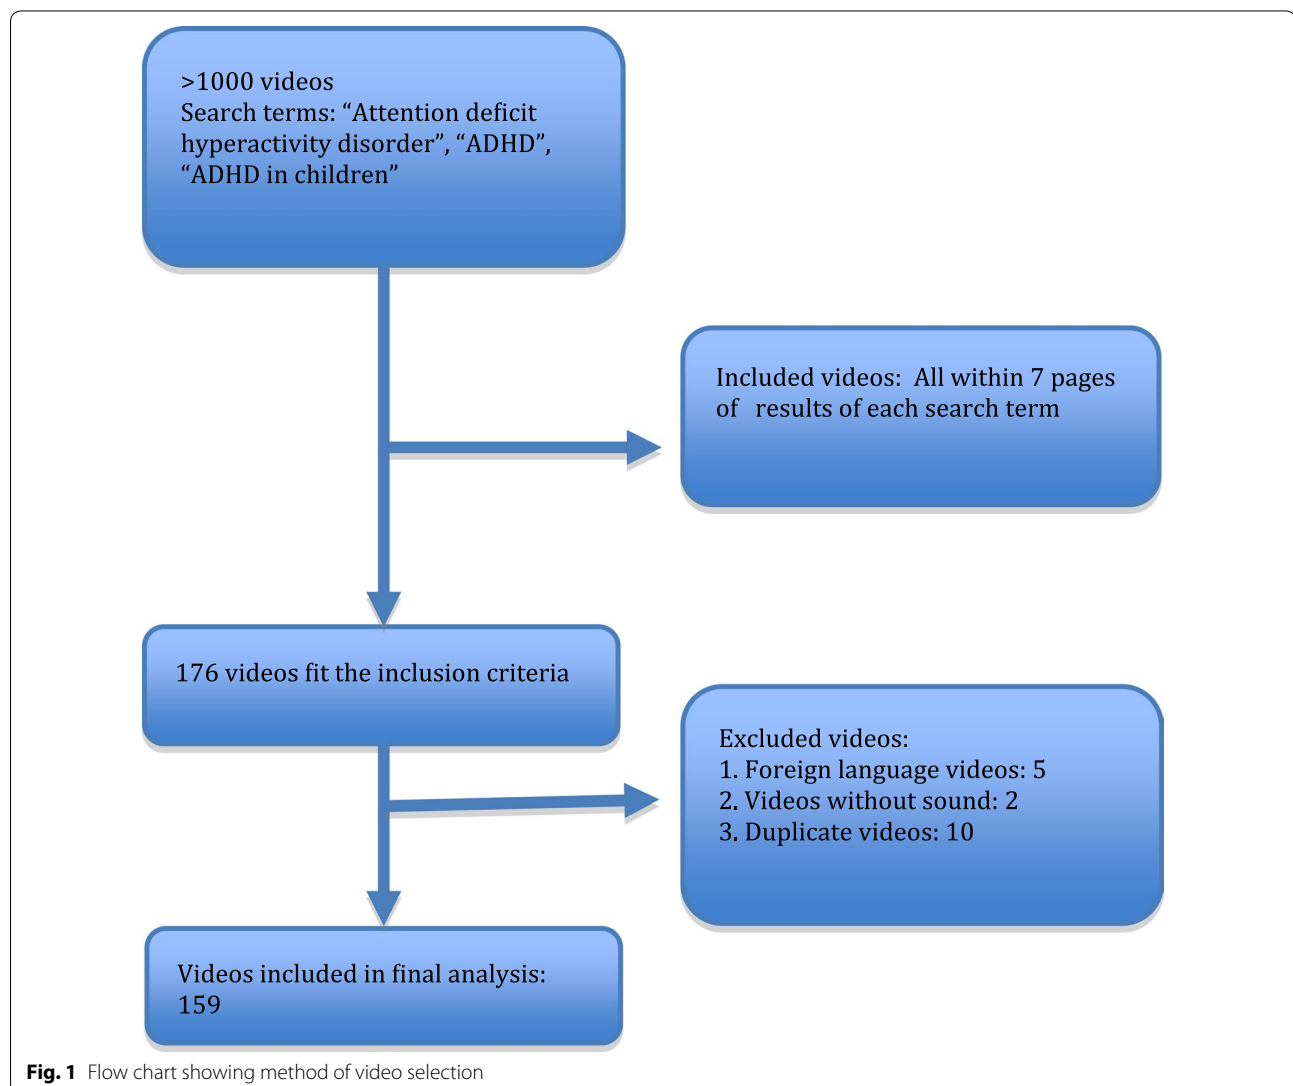 >1000 videos
Search terms: “Attention deficit
hyperactivity disorder”, “ADHD”,
“ADHD in children”
Included videos: All within 7 pages
of results of each search term
176 videos fit the inclusion criteria
Excluded videos:
1. Foreign language videos: 5
2. Videos without sound: 2
3. Duplicate videos: 10
Videos included in final analysis:
159
Fig. 1 Flow chart showing method of video selection